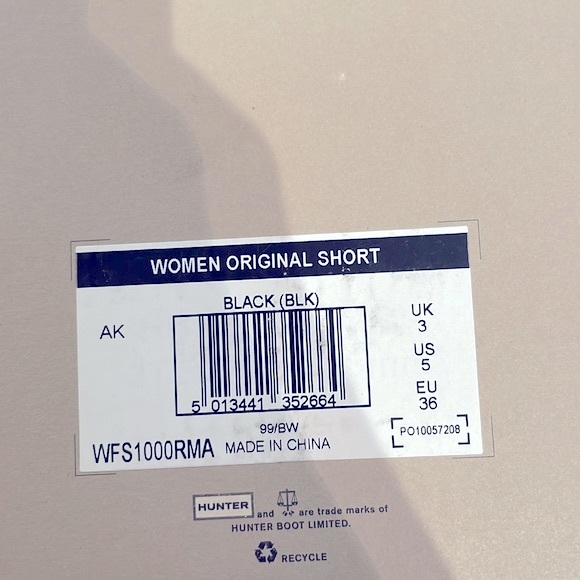 WOMEN ORIGINAL SHORT
BLACK (BLK)
AK
5 013441 352664
UK
3
US
5
EU
36
99/BW
WFS1000RMA MADE IN CHINA
PO10057208
HUNTER and are trade marks of
HUNTER BOOT LIMITED.
RECYCLE